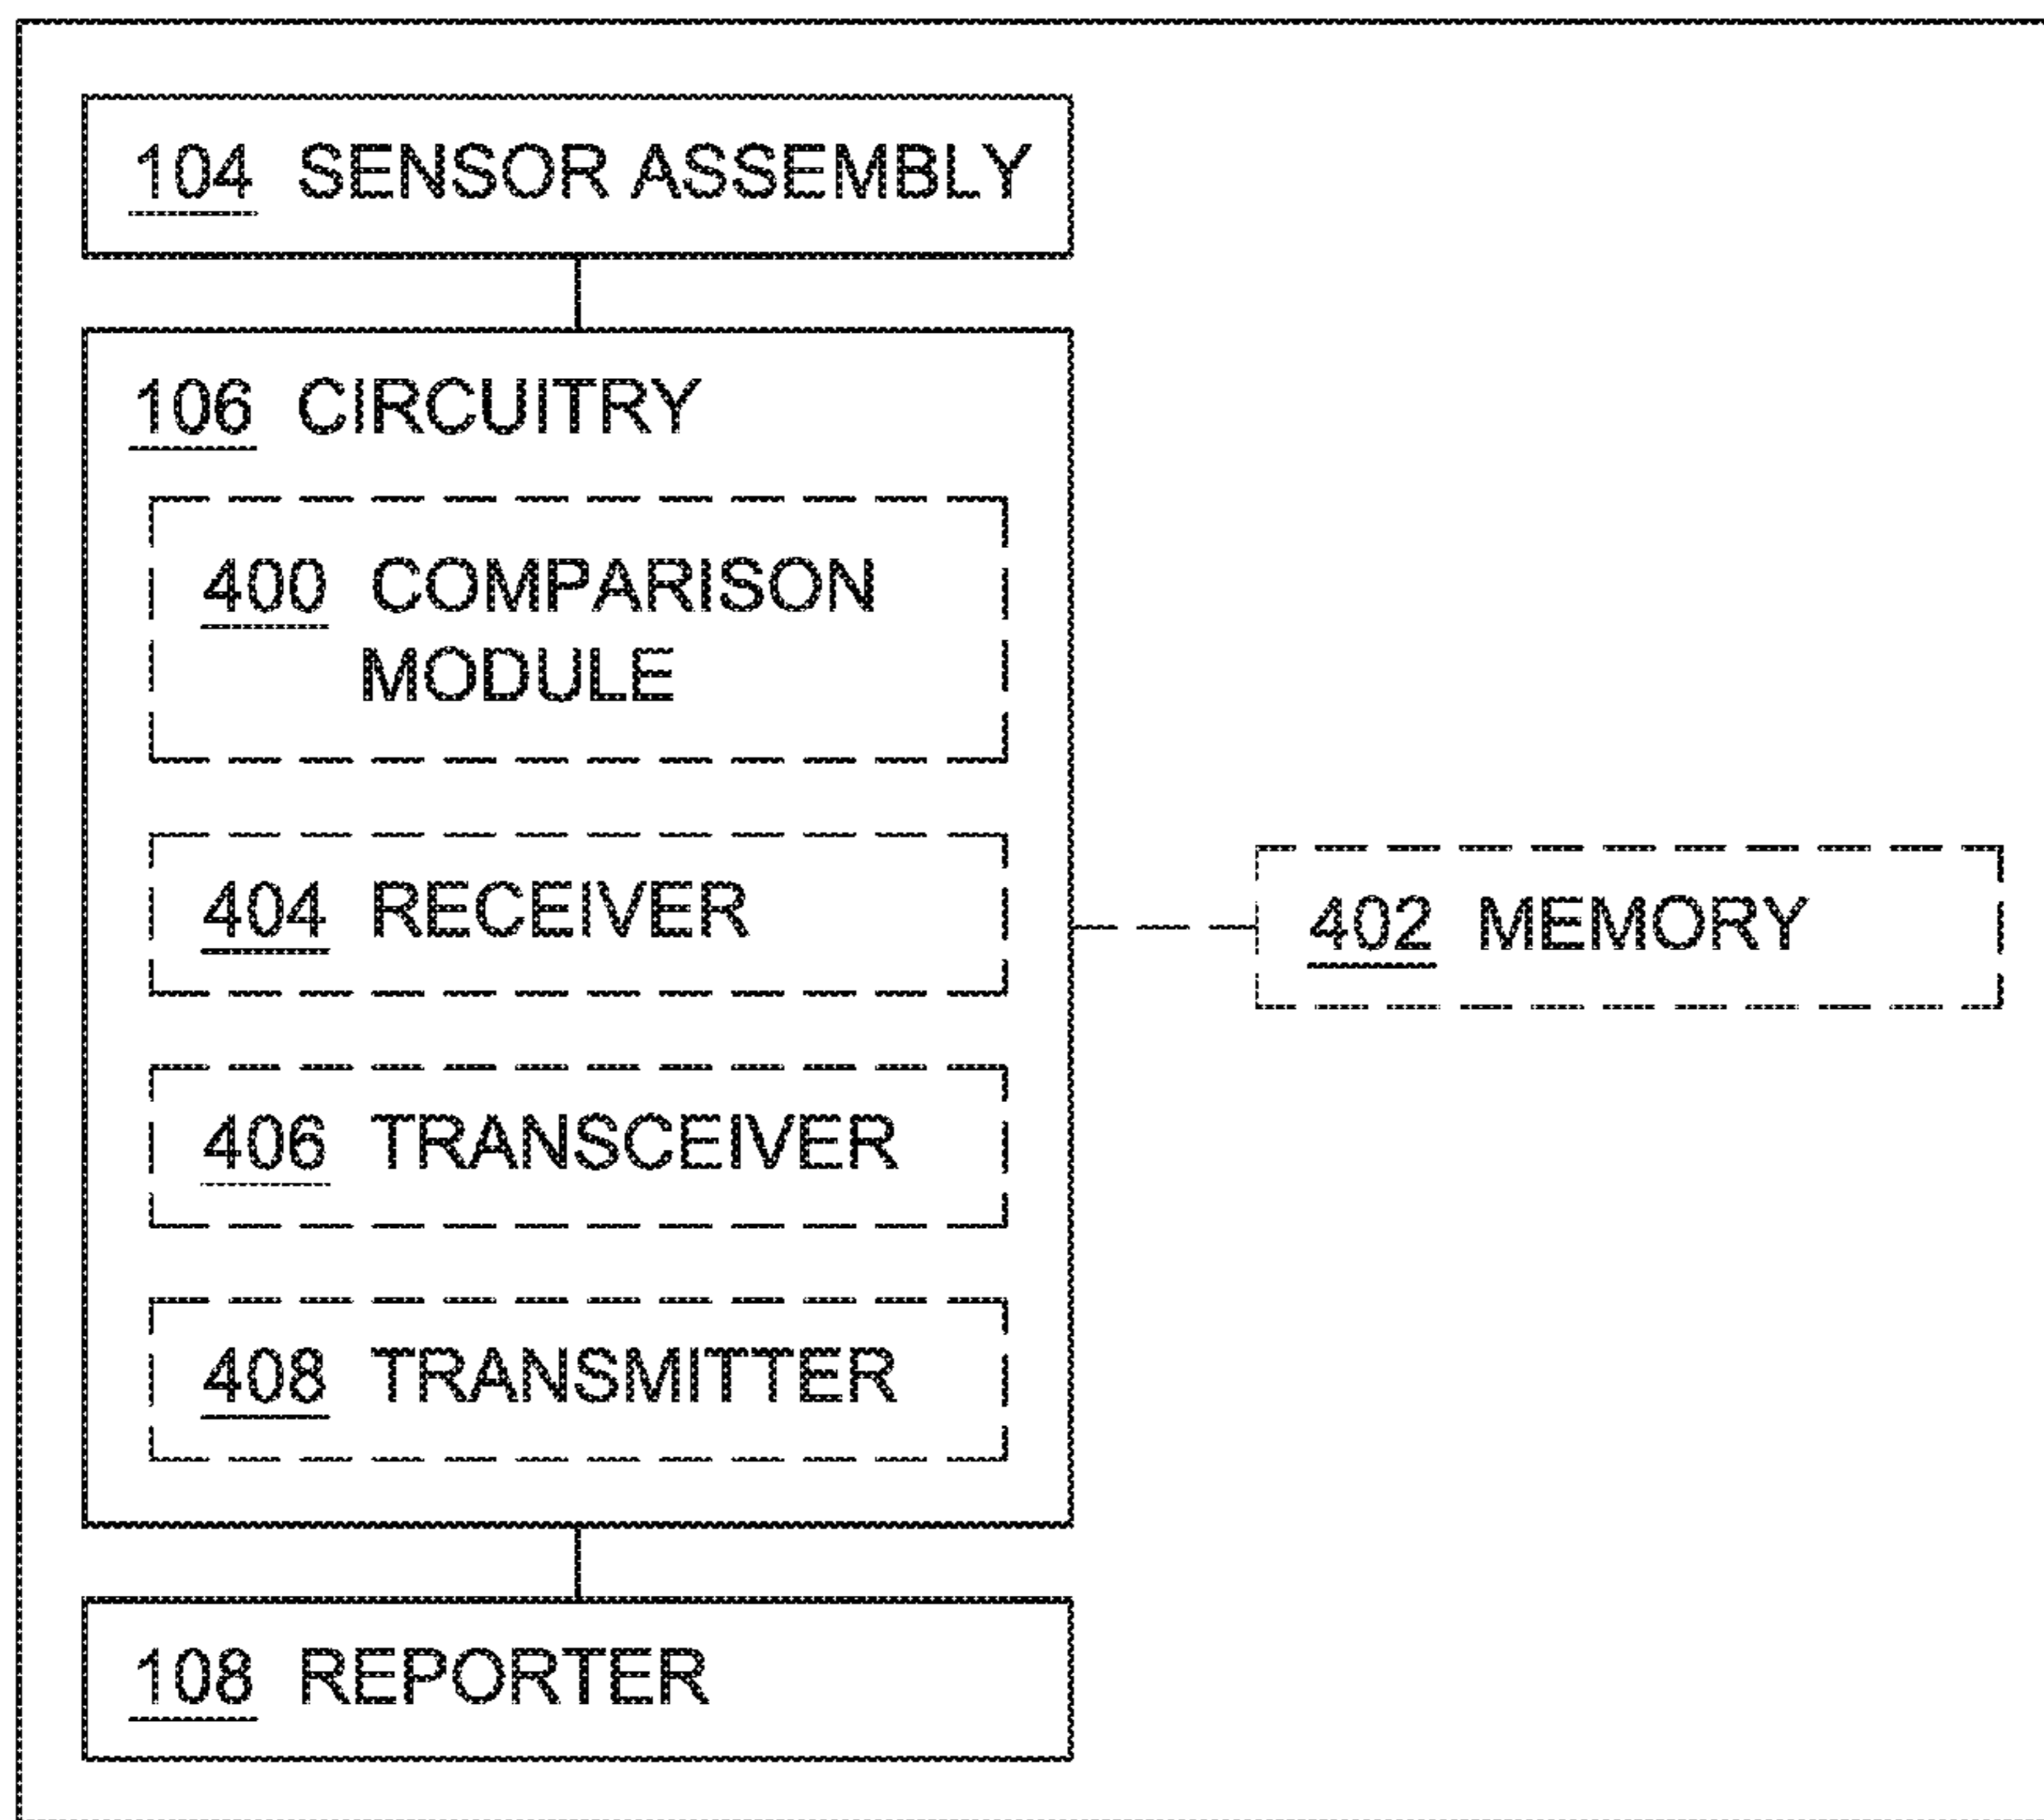 104 SENSOR ASSEMBLY
106 CIRCUITRY
400 COMPARISON
MODULE
404 RECEIVER
402 MEMORY
406 TRANSCEIVER
408 TRANSMITTER
108 REPORTER